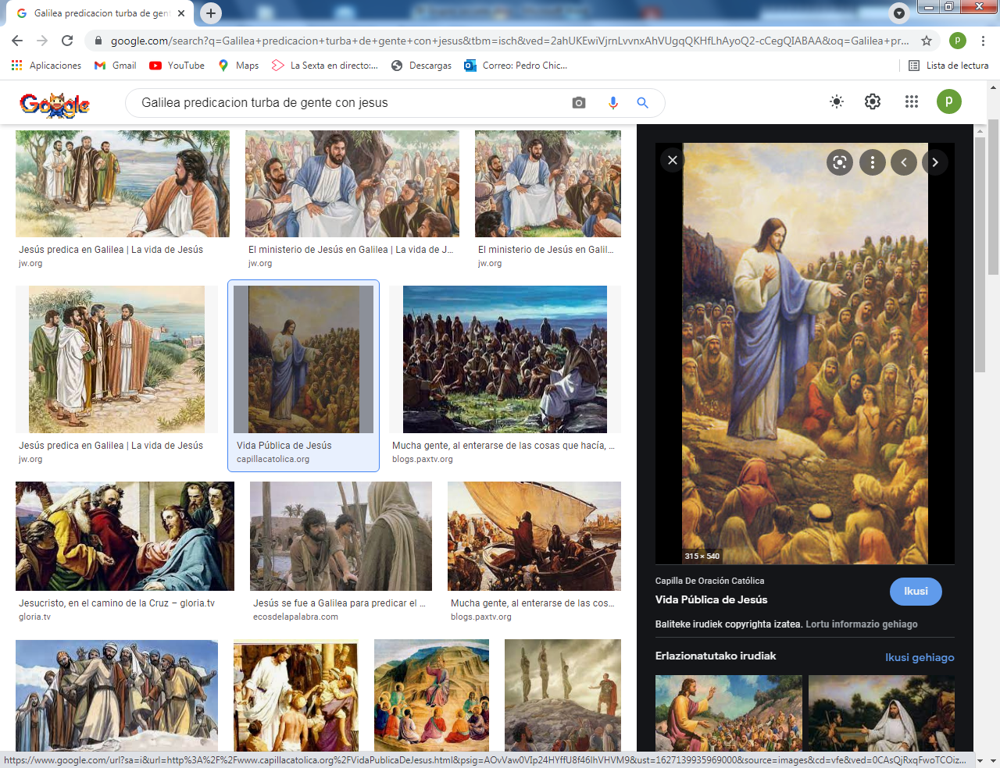 Galilea predicacion turba de gent
google.com/search?q=Galilea+predicacion+turba+de+gente+con+jesus&tbm=isch&ved=2ahUKEwiVjrnLvvnxAhVUgqQKHfLhAyoQ2-cCegQIABAA&oq=Galilea+pr...
p
Aplicaciones
Gmail
YouTube
Maps
La Sexta en directo:...
Descargas
Correo: Pedro Chic...
Lista de lectura
Google
Galilea predicacion turba de gente con jesus
p
Jesús predica en Galilea | La vida de Jesús
jw.org
El ministerio de Jesús en Galilea | La vida de J...
jw.org
El ministerio de Jesús en Galil...
jw.org
Jesús predica en Galilea | La vida de Jesús
jw.org
Vida Pública de Jesús
capillacatolica.org
Mucha gente, al enterarse de las cosas que hacía, ...
blogs.paxtv.org
Jesucristo, en el camino de la Cruz – gloria.tv
gloria.tv
Jesús se fue a Galilea para predicar el ...
ecosdelapalabra.com
Mucha gente, al enterarse de las cos...
blogs.paxtv.org
315 × 540
Capilla De Oración Católica
Vida Pública de Jesús
Ikusi
Baliteke irudiek copyrighta izatea. Lortu informazio gehiago
Erlazionatutako irudiak
Ikusi gehiago
https://www.google.com/url?sa=i&url=http%3A%2F%2Fwww.capillacatolica.org%2FVidaPublicaDeJesus.html&psig=AOvVaw0VIp24HYffU8f46lhVHVM9&ust=1627139935969000&source=images&cd=vfe&ved=0CAsQjRxqFwoTCOiz...